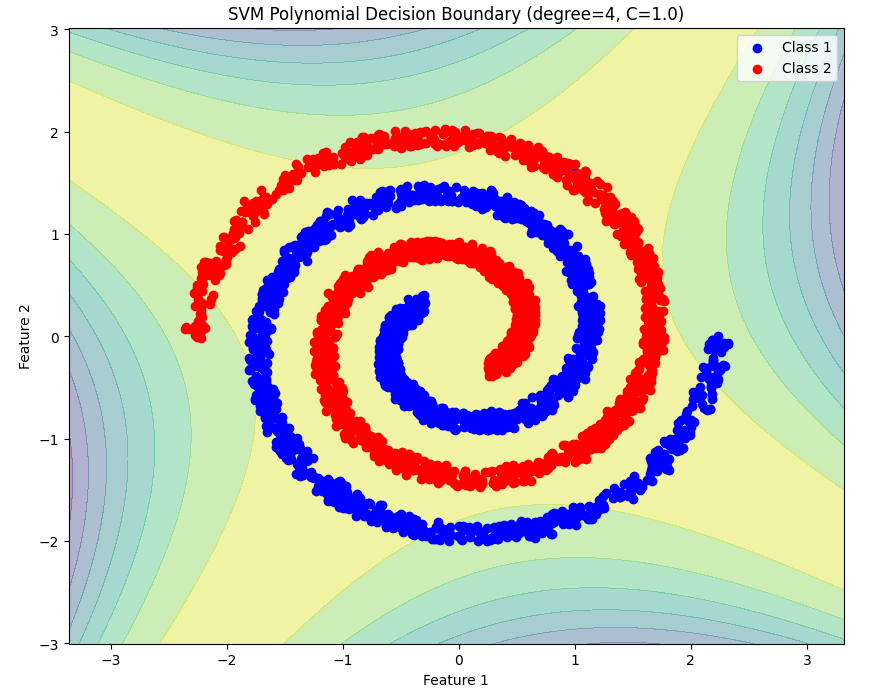 SVM Polynomial Decision Boundary (degree=4, C=1.0)
Class 1
Class 2
3
2
1
0
−1
−2
−3
Feature 2
−3 −2 −1 0 1 2 3
Feature 1